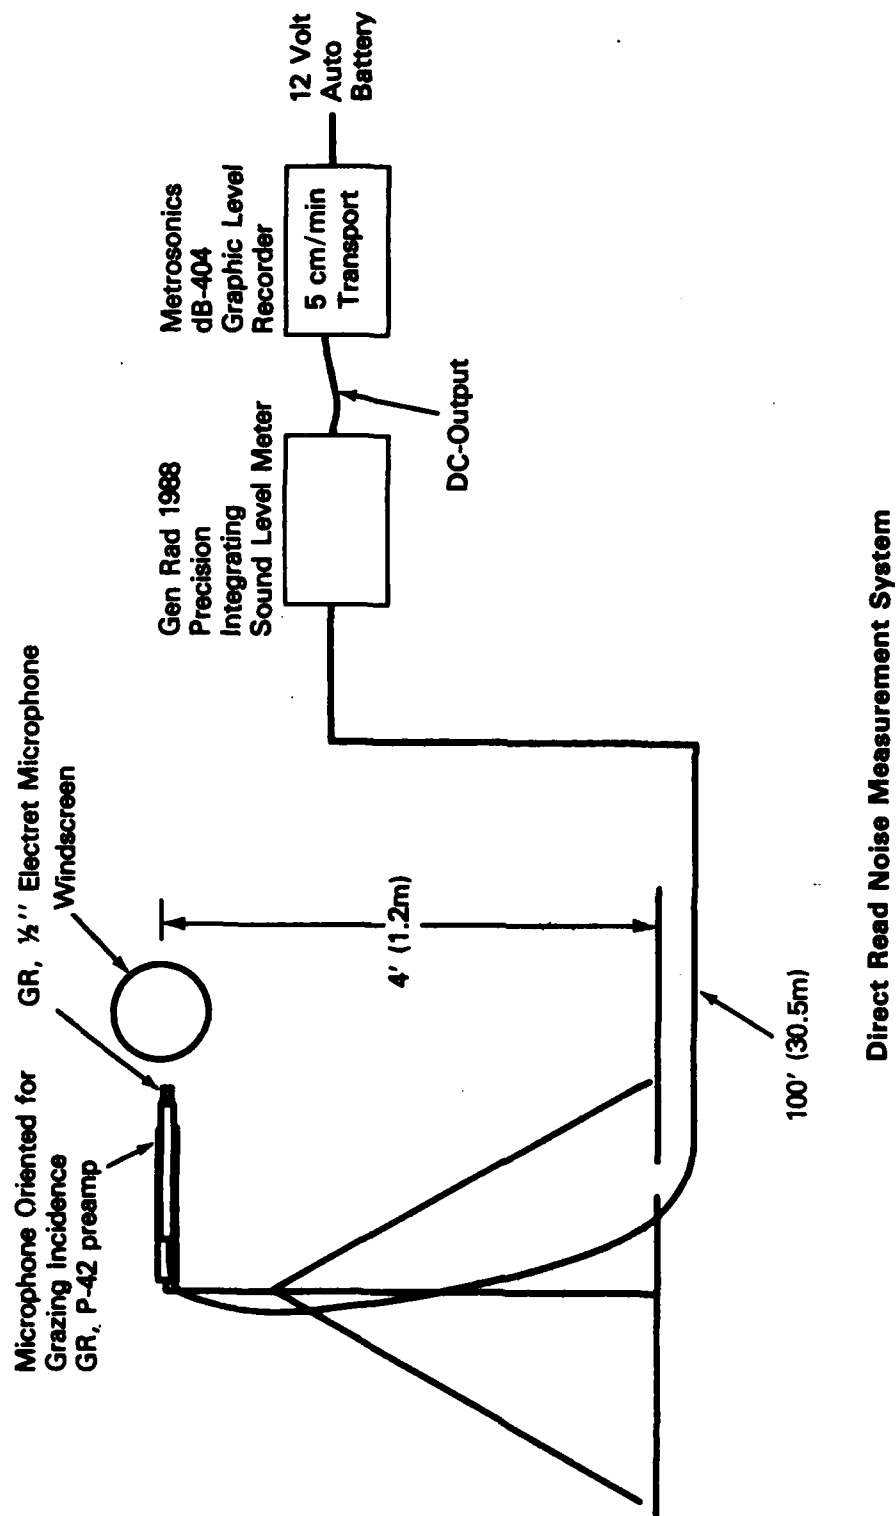 Microphone Oriented for
Grazing Incidence
GR, P-42 preamp
GR, ½'' Electret Microphone
Windscreen
Gen Rad 1988
Precision
Integrating
Sound Level Meter
Metrosonics
dB-404
Graphic Level
Recorder
5 cm/min
Transport
12 Volt
Auto
Battery
DC-Output
4' (1.2m)
100' (30.5m)
Direct Read Noise Measurement System